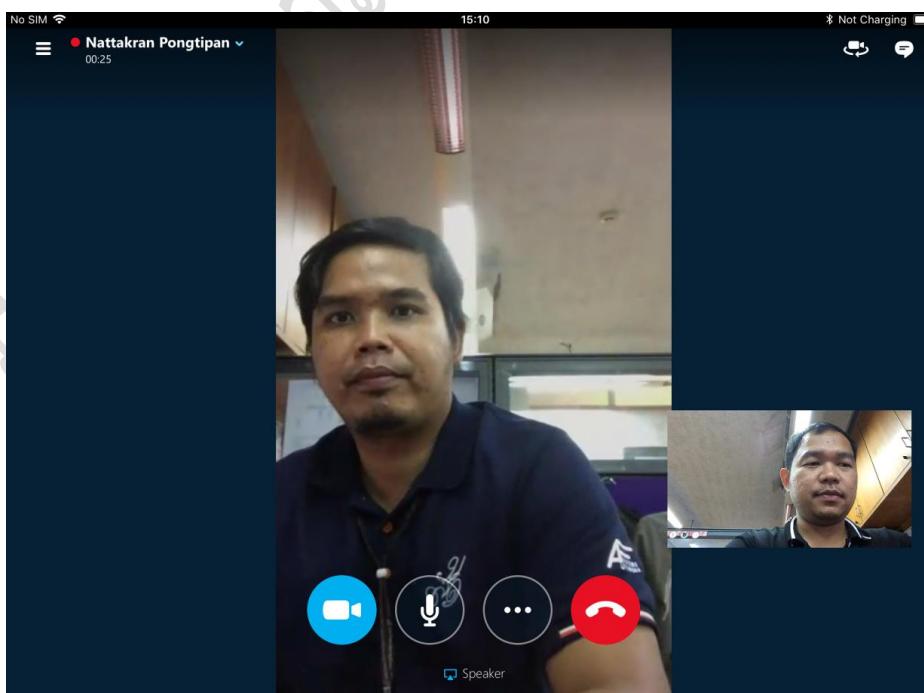 No SIM
15:10
Not Charging
Nattakran Pongtipan
00:25
Speaker